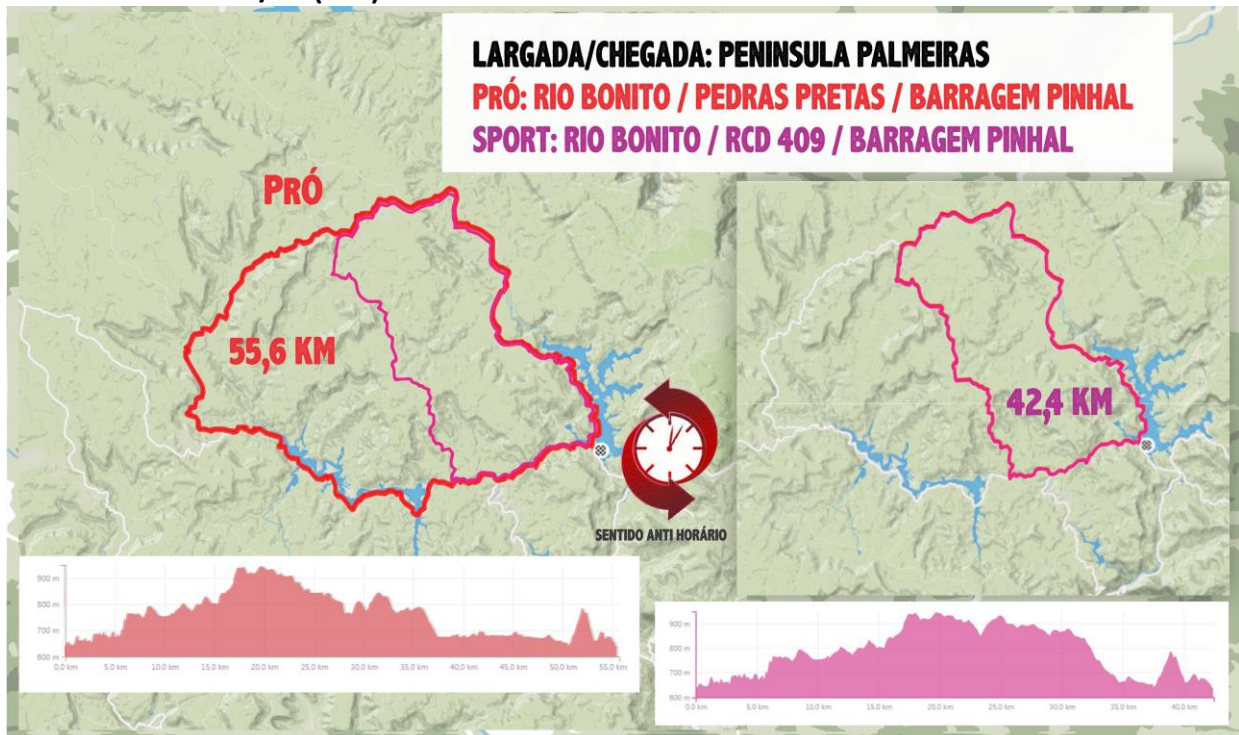 LARGADA/CHEGADA: PENINSULA PALMEIRAS
PRÓ: RIO BONITO / PEDRAS PRETAS / BARRAGEM PINHAL
SPORT: RIO BONITO / RCD 409 / BARRAGEM PINHAL
PRÓ
55,6 KM
42,4 KM
SENTIDO ANTI HORÁRIO
900 m
800 m
700 m
600 m
0,0 km 5,0 km 10,0 km 15,0 km 20,0 km 25,0 km 30,0 km 35,0 km 40,0 km 45,0 km 50,0 km 55,0 km
900 m
800 m
700 m
600 m
0,0 km 5,0 km 10,0 km 15,0 km 20,0 km 25,0 km 30,0 km 35,0 km 40,0 km